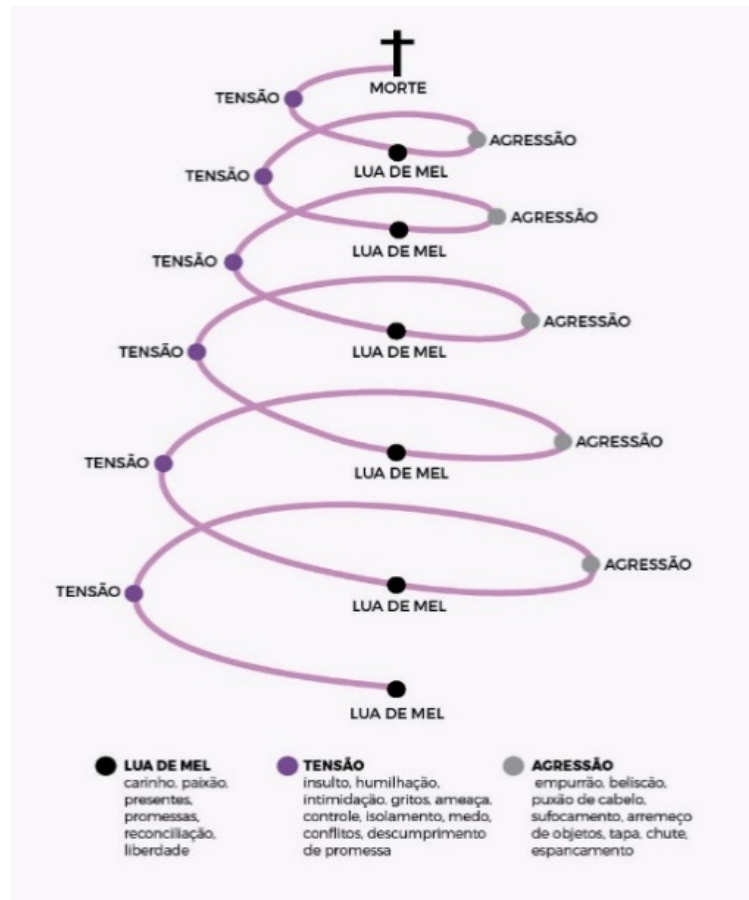 MORTE
TENSÃO
AGRESSÃO
LUA DE MEL
TENSÃO
AGRESSÃO
LUA DE MEL
TENSÃO
AGRESSÃO
LUA DE MEL
TENSÃO
AGRESSÃO
LUA DE MEL
TENSÃO
AGRESSÃO
LUA DE MEL
TENSÃO
LUA DE MEL
LUA DE MEL
carinho, paixão,
presentes,
promessas,
reconciliação,
liberdade
TENSÃO
insulto, humilhação,
intimidação, gritos, ameaça,
controle, isolamento, medo,
conflitos, descumprimento
de promessa
AGRESSÃO
empurrão, beliscão,
puxão de cabelo,
sufocamento, arremeço
de objetos, tapa, chute,
espancamento